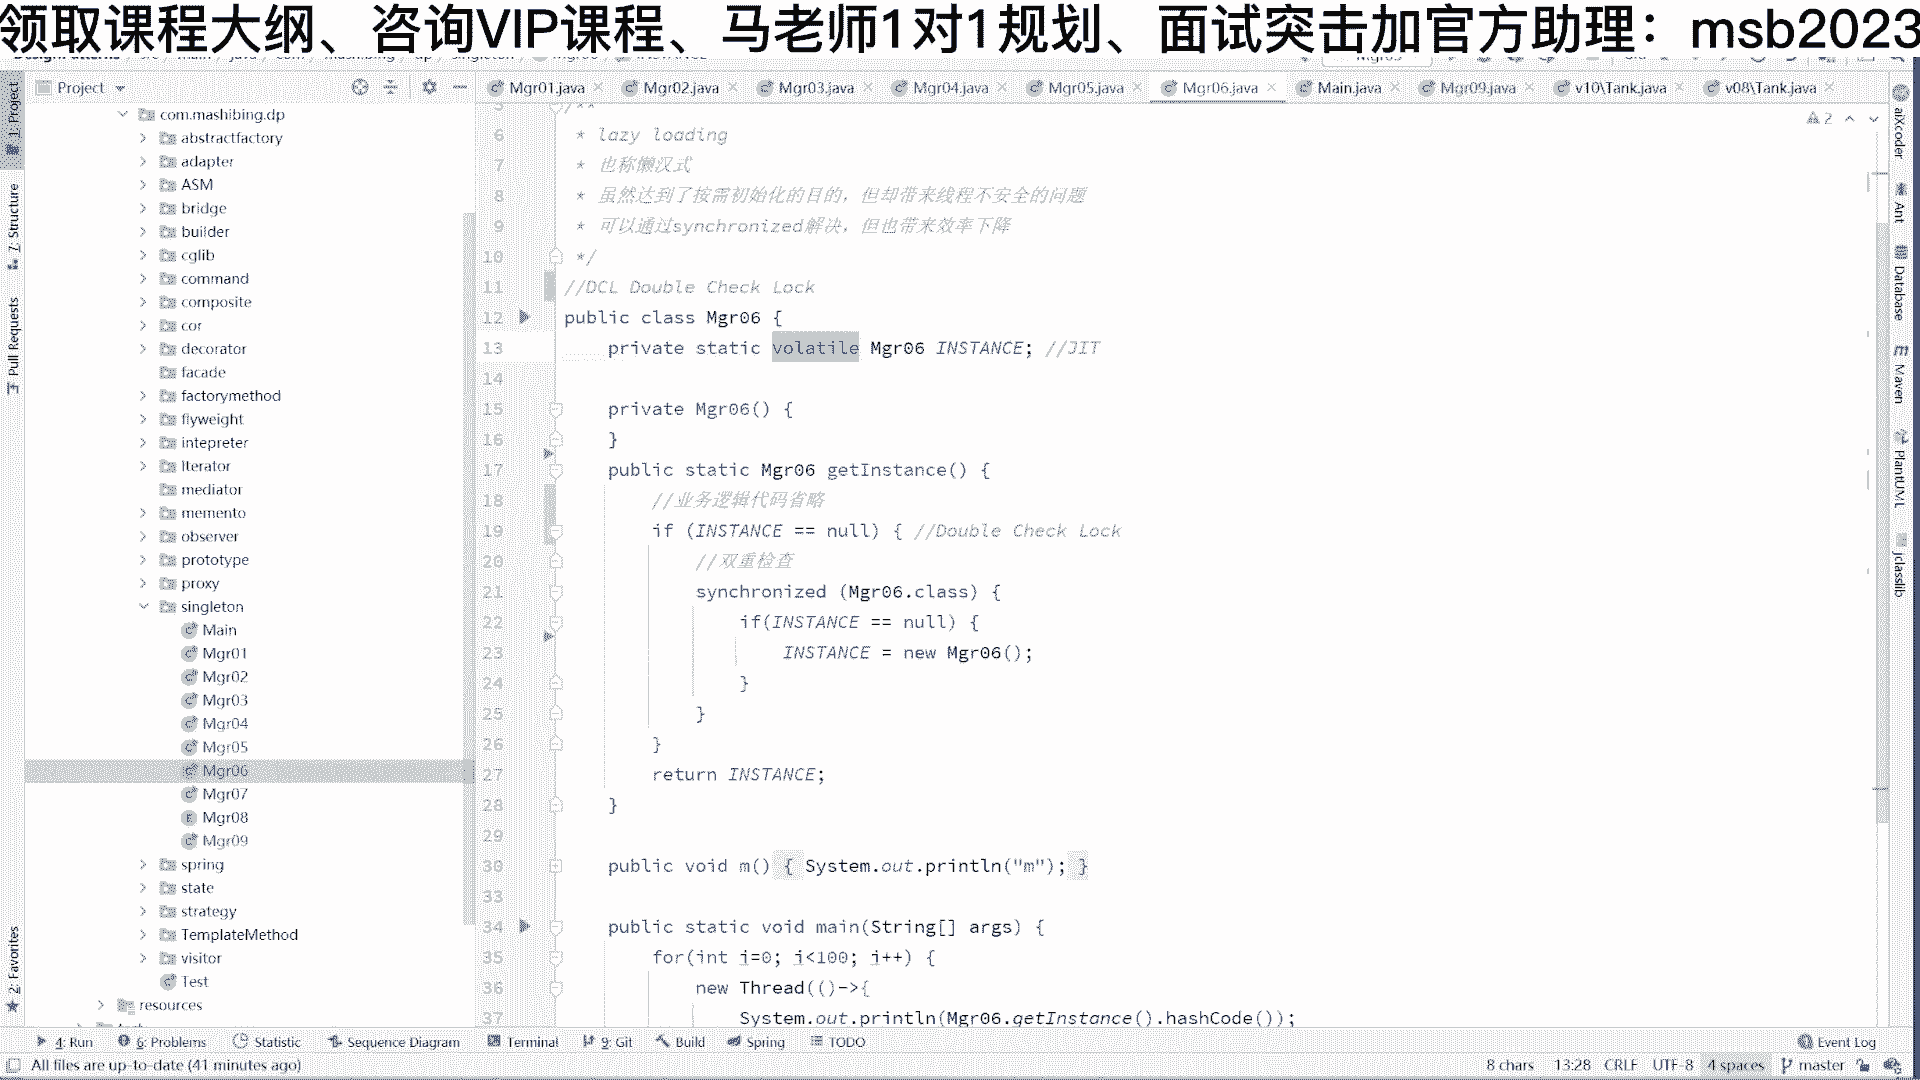 领取课程大纲、咨询VIP课程、马老师1对1规划、面试突击加官方助理：msb2023
Project
Mgr01.java
Mgr02.java
Mgr03.java
Mgr04.java
Mgr05.java
Mgr06.java
Main.java
Mgr09.java
v10\Tank.java
v08\Tank.java
1: Project
7: Structure
Pull Requests
2: Favorites
com.mashibing.dp
abstractfactory
adapter
ASM
bridge
builder
cglib
command
composite
cor
decorator
facade
factorymethod
flyweight
intepreter
Iterator
mediator
memento
observer
prototype
proxy
singleton
Main
Mgr01
Mgr02
Mgr03
Mgr04
Mgr05
Mgr06
Mgr07
Mgr08
Mgr09
spring
state
strategy
TemplateMethod
visitor
Test
resources
5 /**
6 * lazy loading
7 * 也称懒汉式
8 * 虽然达到了按需初始化的目的，但却带来线程不安全的问题
9 * 可以通过synchronized解决，但也带来效率下降
10 */
11 //DCL Double Check Lock
12 public class Mgr06 {
13 private static volatile Mgr06 INSTANCE; //JIT
14
15 private Mgr06() {
16 }
17 public static Mgr06 getInstance() {
18 //业务逻辑代码省略
19 if (INSTANCE == null) { //Double Check Lock
20 //双重检查
21 synchronized (Mgr06.class) {
22 if(INSTANCE == null) {
23 INSTANCE = new Mgr06();
24 }
25 }
26 }
27 return INSTANCE;
28 }
29
30 public void m() { System.out.println("m"); }
33
34 public static void main(String[] args) {
35 for(int i=0; i<100; i++) {
36 new Thread(()->{
37 System.out.println(Mgr06.getInstance().hashCode());
2
aiXcoder
Ant
Database
Maven
PlantUML
jclasslib
4: Run
6: Problems
Statistic
Sequence Diagram
Terminal
9: Git
Build
Spring
TODO
Event Log
All files are up-to-date (41 minutes ago)
8 chars
13:28
CRLF
UTF-8
4 spaces
master